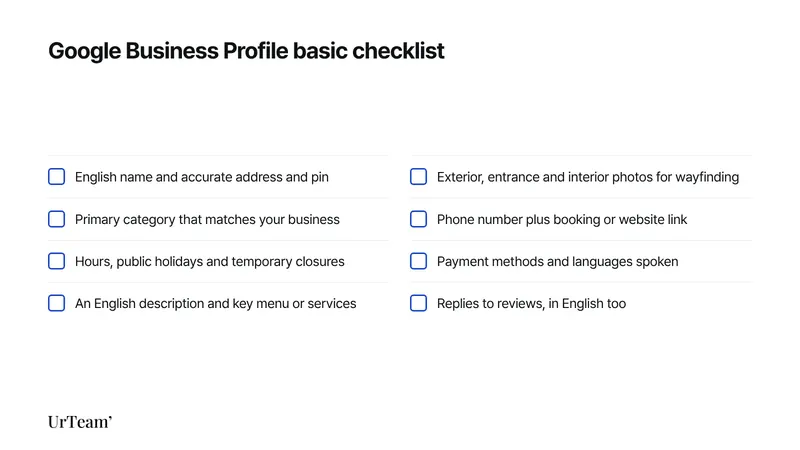 Google Business Profile basic checklist
English name and accurate address and pin
Primary category that matches your business
Hours, public holidays and temporary closures
An English description and key menu or services
Exterior, entrance and interior photos for wayfinding
Phone number plus booking or website link
Payment methods and languages spoken
Replies to reviews, in English too
UrTeam’